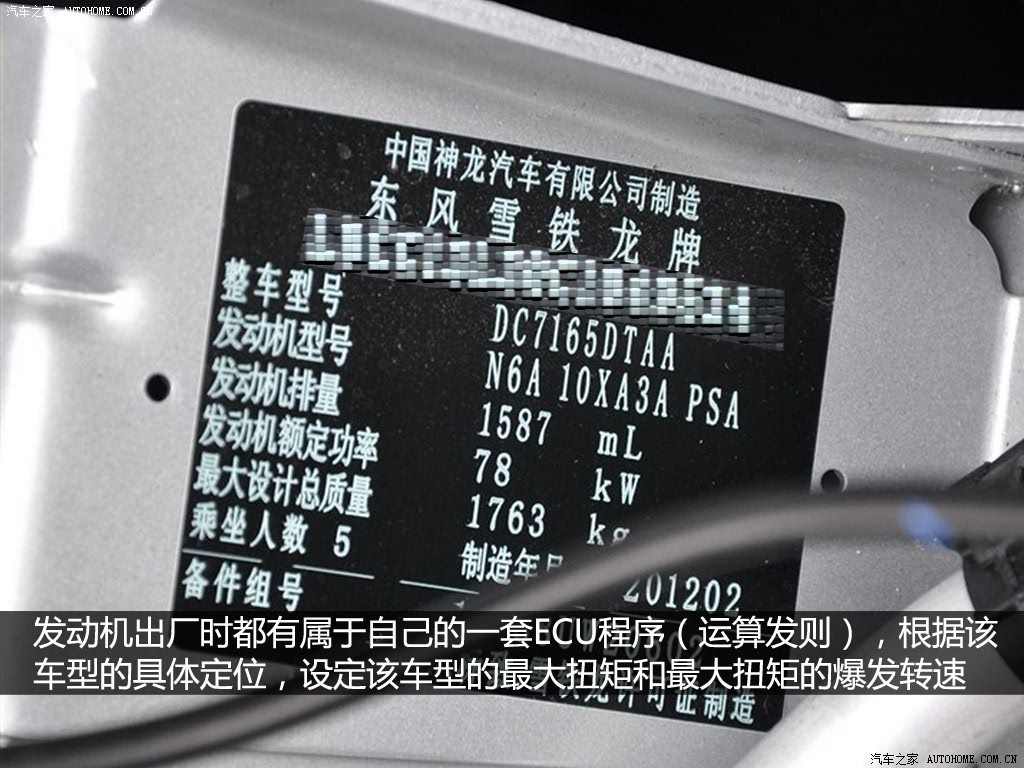 汽车之家 AUTOHOME.COM.CN
中国神龙汽车有限公司制造
东风雪铁龙牌
整车型号 DC7165DTAA
发动机型号 N6A 10XA3A PSA
发动机排量 1587 mL
发动机额定功率 78 kW
最大设计总质量 1763 kg
乘坐人数 5 制造年月 201202
备件组号
发动机出厂时都有属于自己的一套ECU程序（运算发则），根据该
车型的具体定位，设定该车型的最大扭矩和最大扭矩的爆发转速
许可证制造
汽车之家 AUTOHOME.COM.CN